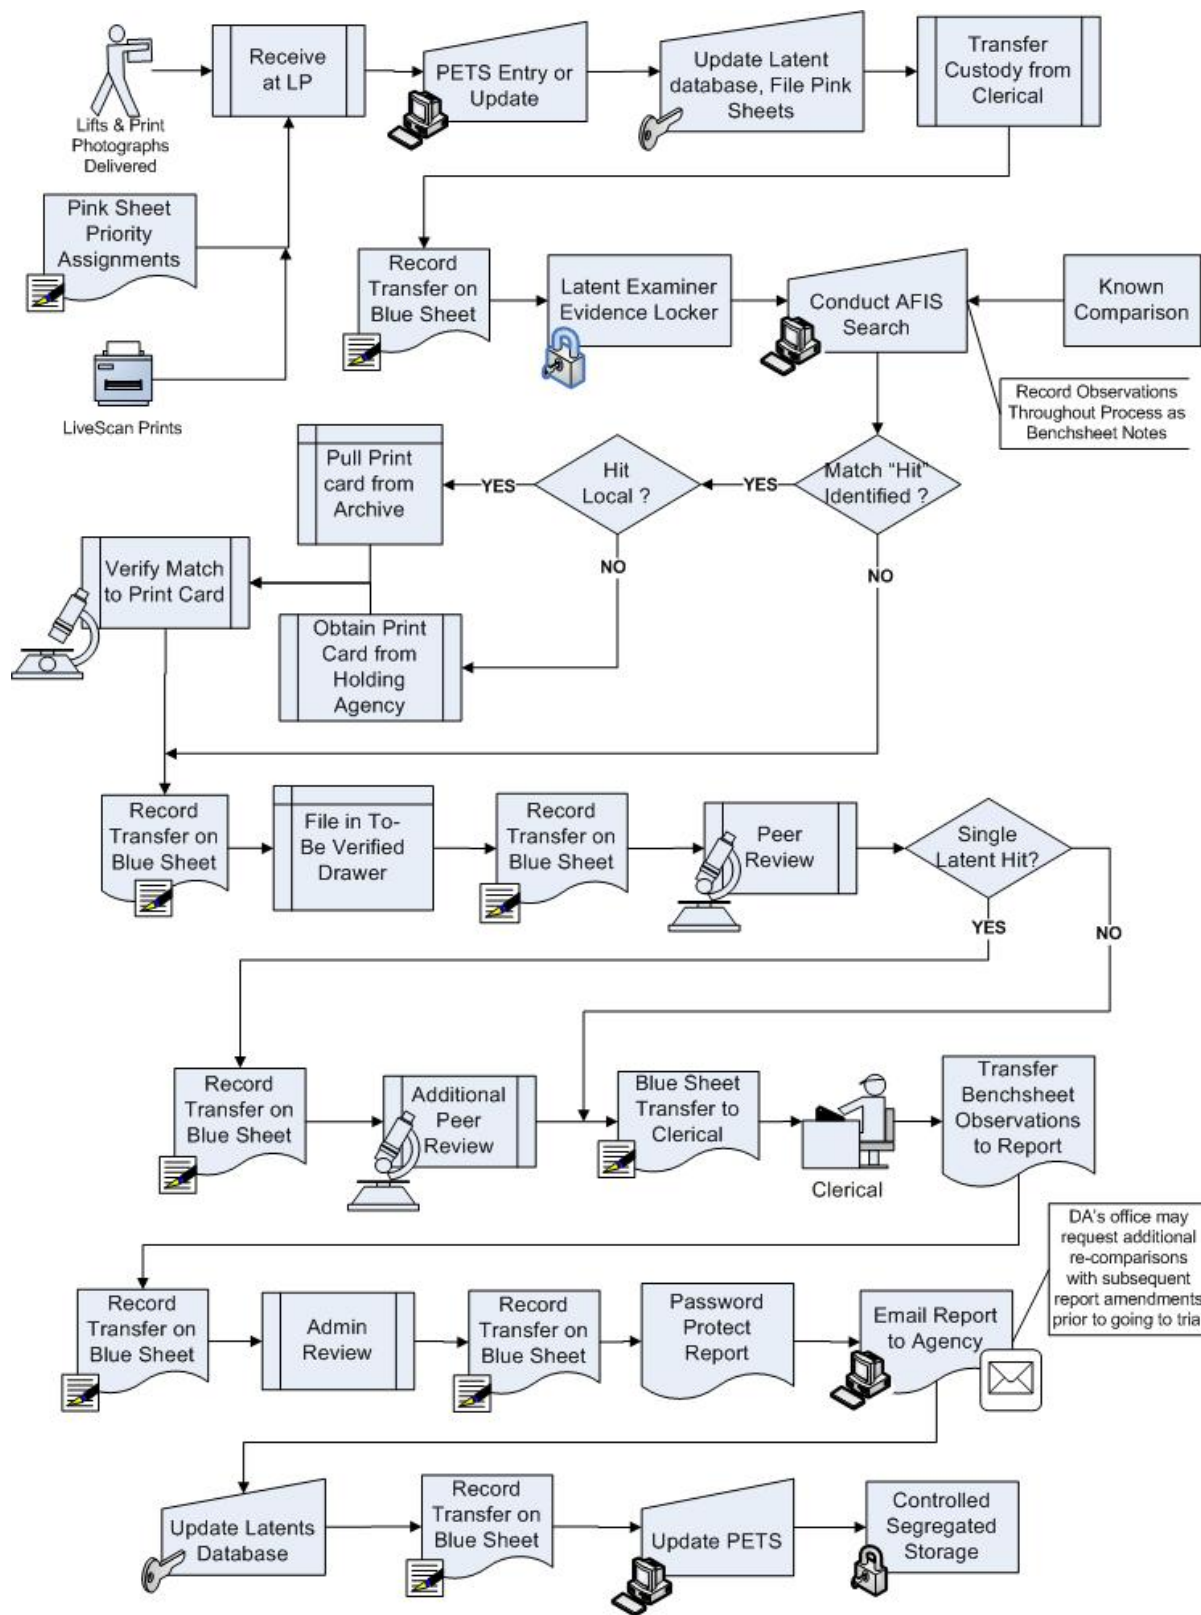 Receive
at LP
PETS Entry or
Update
Update Latent
database, File Pink
Sheets
Transfer
Custody from
Clerical
Lifts & Print
Photographs
Delivered
Pink Sheet
Priority
Assignments
LiveScan Prints
Record
Transfer on
Blue Sheet
Latent Examiner
Evidence Locker
Conduct AFIS
Search
Known
Comparison
Record Observations
Throughout Process as
Benchsheet Notes
Match "Hit"
Identified ?
YES
NO
Hit
Local ?
YES
NO
Pull Print
card from
Archive
Obtain Print
Card from
Holding
Agency
Verify Match
to Print Card
Record
Transfer on
Blue Sheet
File in To-
Be Verified
Drawer
Record
Transfer on
Blue Sheet
Peer
Review
Single
Latent Hit?
YES
NO
Record
Transfer on
Blue Sheet
Additional
Peer
Review
Blue Sheet
Transfer to
Clerical
Clerical
Transfer
Benchsheet
Observations
to Report
DA's office may
request additional
re-comparisons
with subsequent
report amendments
prior to going to tria
Record
Transfer on
Blue Sheet
Admin
Review
Record
Transfer on
Blue Sheet
Password
Protect
Report
Email Report
to Agency
Update Latents
Database
Record
Transfer on
Blue Sheet
Update PETS
Controlled
Segregated
Storage